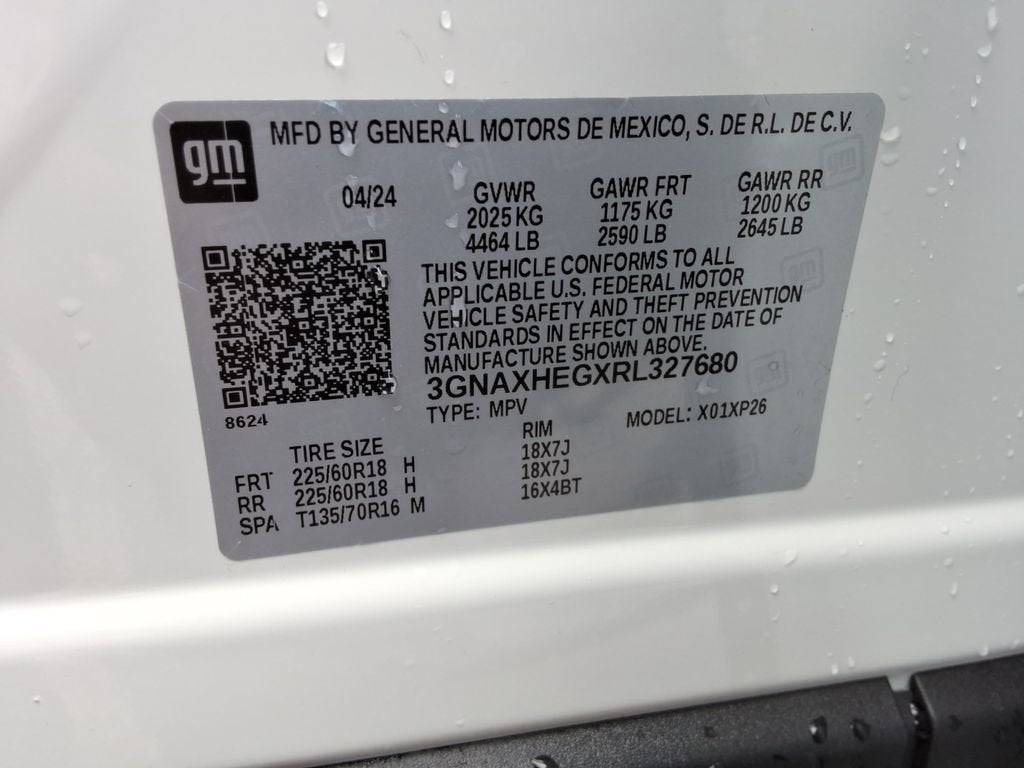 gm
MFD BY GENERAL MOTORS DE MEXICO, S. DE R.L. DE C.V.
04/24 GVWR GAWR FRT GAWR RR
2025 KG 1175 KG 1200 KG
4464 LB 2590 LB 2645 LB
THIS VEHICLE CONFORMS TO ALL
APPLICABLE U.S. FEDERAL MOTOR
VEHICLE SAFETY AND THEFT PREVENTION
STANDARDS IN EFFECT ON THE DATE OF
MANUFACTURE SHOWN ABOVE.
3GNAXHEGXRL327680
8624 TYPE: MPV MODEL: X01XP26
TIRE SIZE RIM
FRT 225/60R18 H 18X7J
RR 225/60R18 H 18X7J
SPA T135/70R16 M 16X4BT